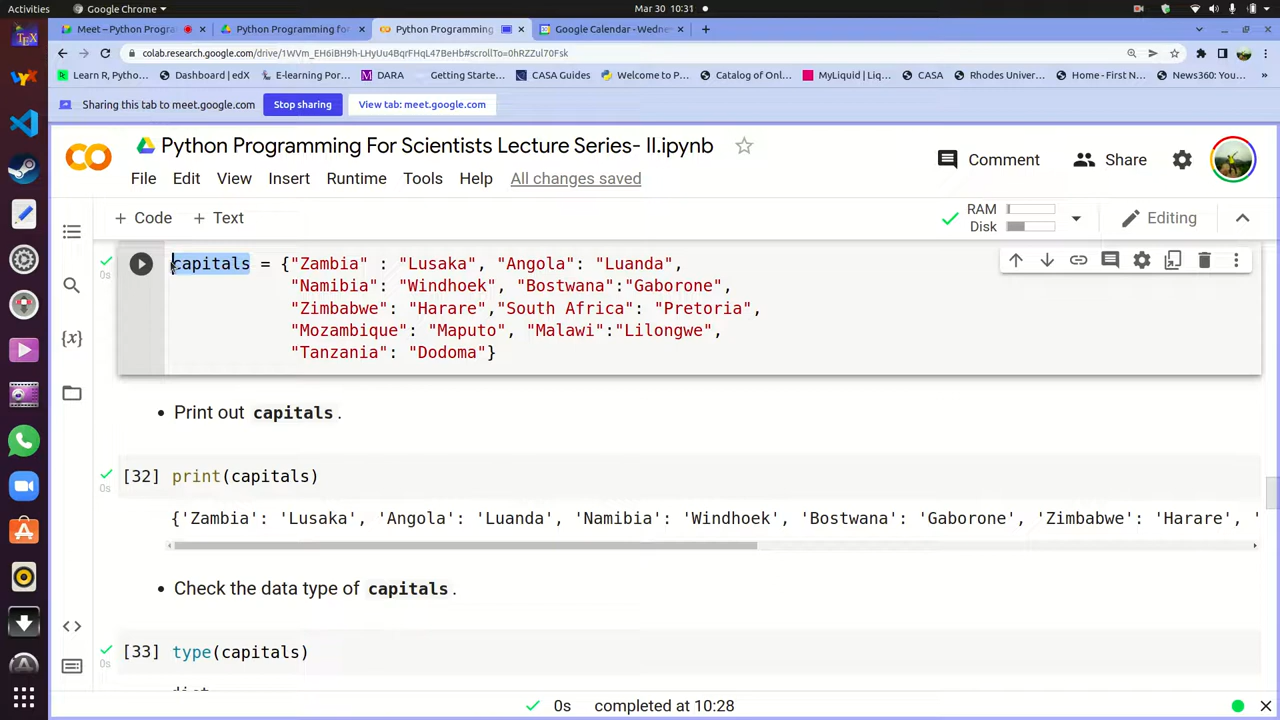 Activities
Google Chrome
Mar 30 10:31
Meet – Python Progra
Python Programming fo
Python Programming
Google Calendar - Wedne
colab.research.google.com/drive/1WVm_EH6iBH9h-LHyUu4BqrFHqL47BeHb#scrollTo=0hRZZul70Fsk
Learn R, Pytho...
Dashboard | edX
E-learning Por...
DARA
Getting Starte...
CASA Guides
Welcome to P...
Catalog of Onl...
MyLiquid | Liq...
CASA
Rhodes Univer...
Home - First N...
News360: You...
Sharing this tab to meet.google.com
Stop sharing
View tab: meet.google.com
Python Programming For Scientists Lecture Series- II.ipynb
Comment
Share
File Edit View Insert Runtime Tools Help All changes saved
+ Code + Text
RAM
Disk
Editing
0s
capitals = {"Zambia" : "Lusaka", "Angola": "Luanda",
"Namibia": "Windhoek", "Bostwana":"Gaborone",
"Zimbabwe": "Harare","South Africa": "Pretoria",
"Mozambique": "Maputo", "Malawi":"Lilongwe",
"Tanzania": "Dodoma"}
• Print out capitals.
0s
[32] print(capitals)
{'Zambia': 'Lusaka', 'Angola': 'Luanda', 'Namibia': 'Windhoek', 'Bostwana': 'Gaborone', 'Zimbabwe': 'Harare', '
• Check the data type of capitals.
0s
[33] type(capitals)
dict
0s completed at 10:28